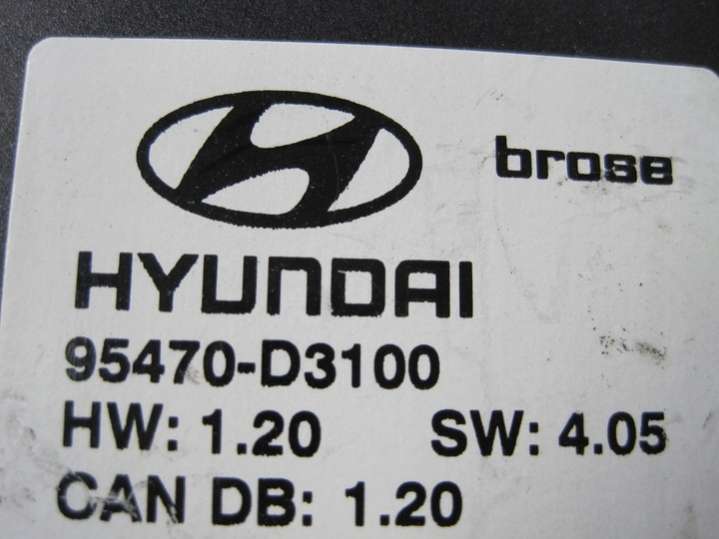 brose
HYUNDAI
95470-D3100
HW: 1.20 SW: 4.05
CAN DB: 1.20